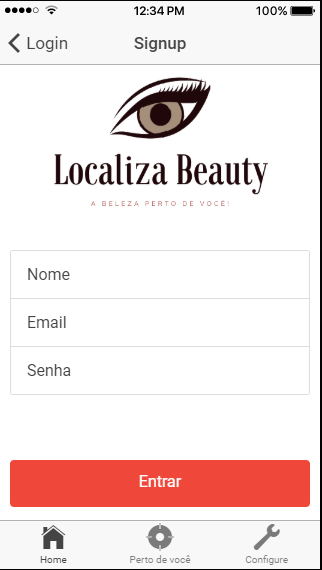 12:34 PM 100%
Login Signup
Localiza Beauty
A BELEZA PERTO DE VOCÊ!
Nome
Email
Senha
Entrar
Home Perto de você Configure